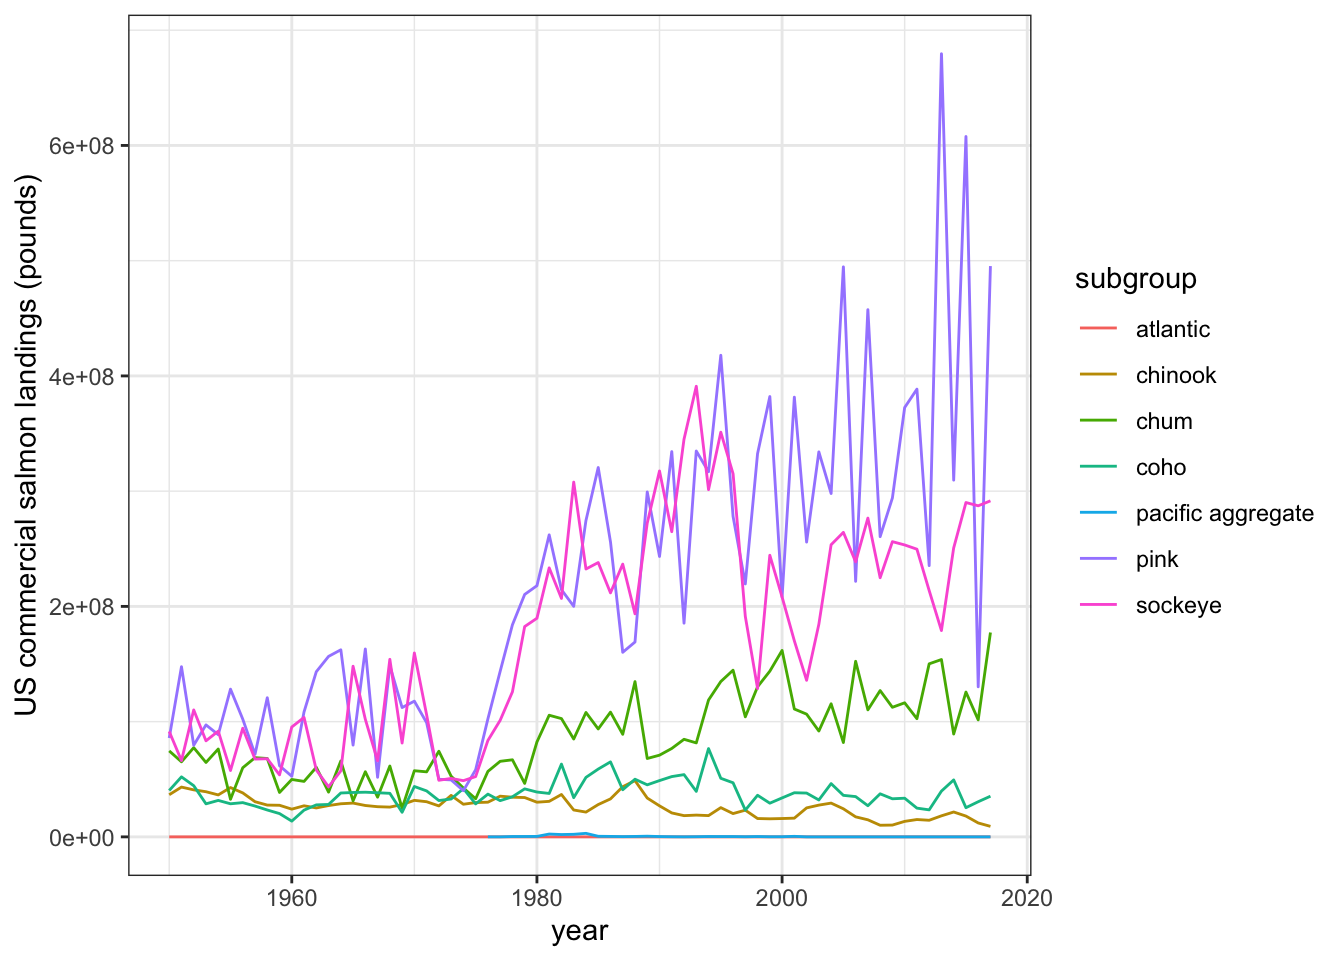 US commercial salmon landings (pounds)
6e+08
4e+08
2e+08
0e+00
1960
1980
2000
2020
year
subgroup
atlantic
chinook
chum
coho
pacific aggregate
pink
sockeye